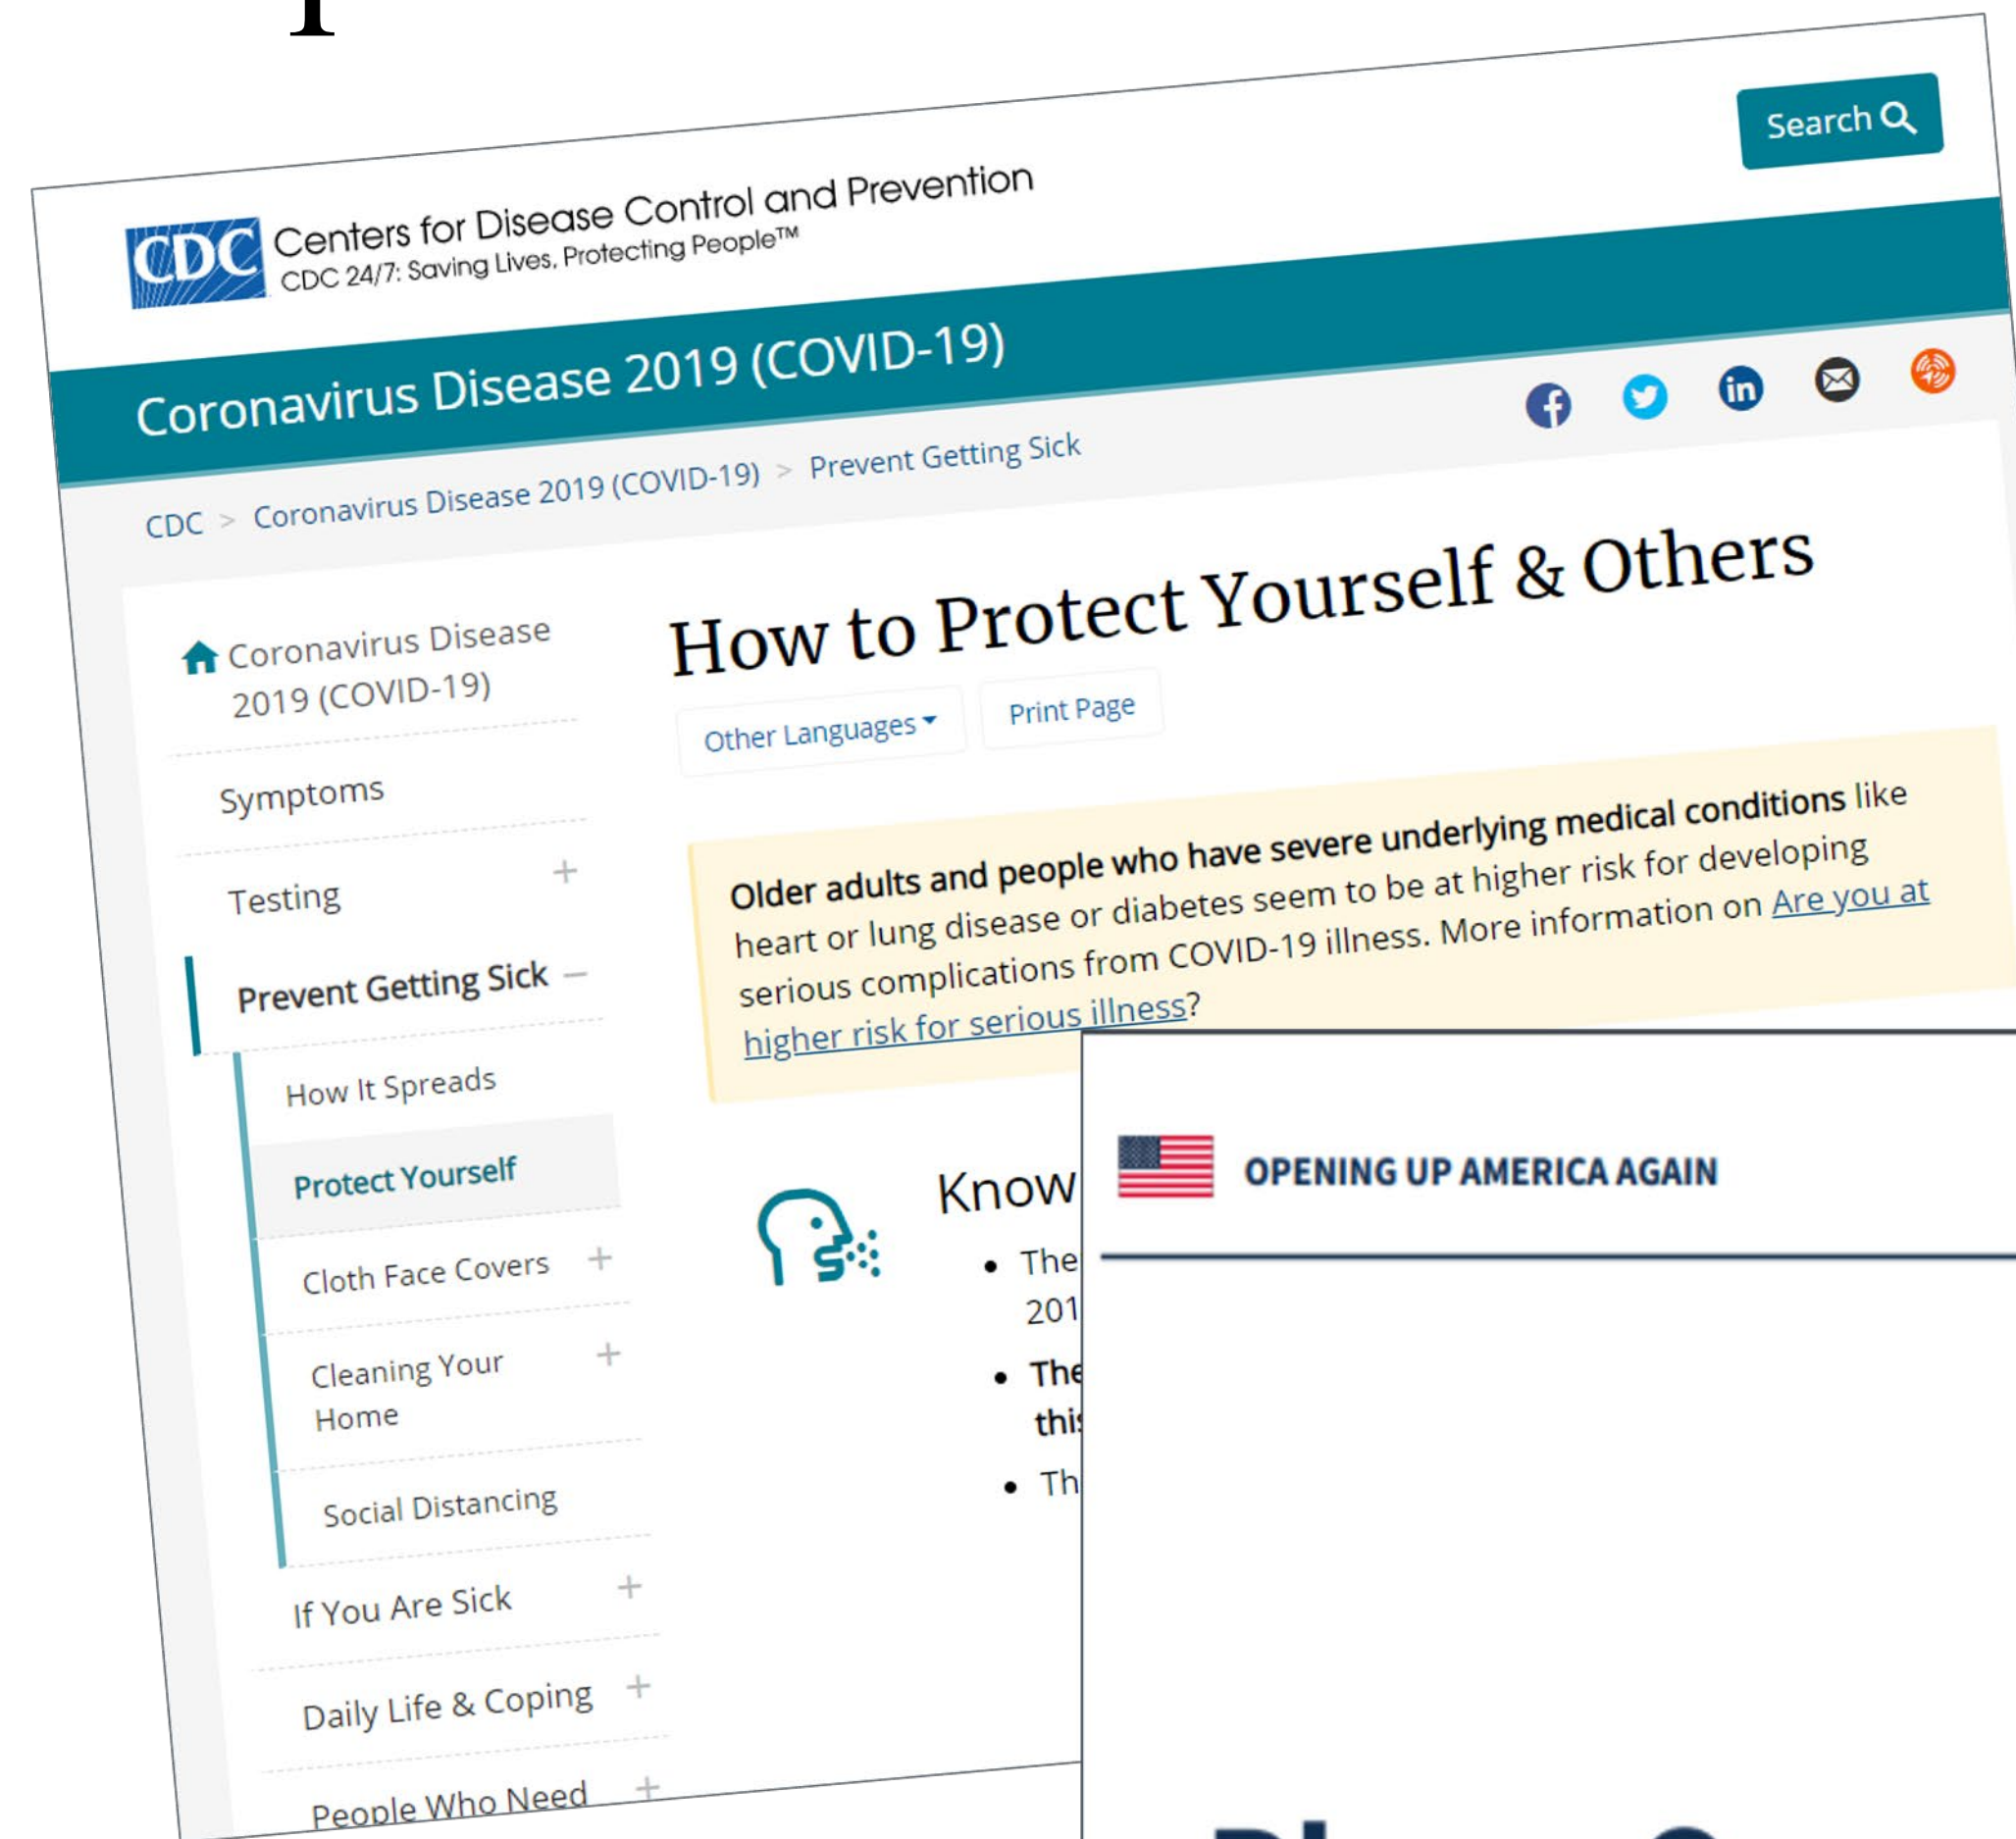 Search
CDC
Centers for Disease Control and Prevention
CDC 24/7: Saving Lives, Protecting People™
Coronavirus Disease 2019 (COVID-19)
CDC > Coronavirus Disease 2019 (COVID-19) > Prevent Getting Sick
Coronavirus Disease
2019 (COVID-19)
Symptoms
Testing +
Prevent Getting Sick –
How It Spreads
Protect Yourself
Cloth Face Covers +
Cleaning Your +
Home
Social Distancing
If You Are Sick +
Daily Life & Coping +
People Who Need +
How to Protect Yourself & Others
Other Languages
Print Page
Older adults and people who have severe underlying medical conditions like
heart or lung disease or diabetes seem to be at higher risk for developing
serious complications from COVID-19 illness. More information on Are you at
higher risk for serious illness?
Know
• The
201
• The
this
• Th
OPENING UP AMERICA AGAIN